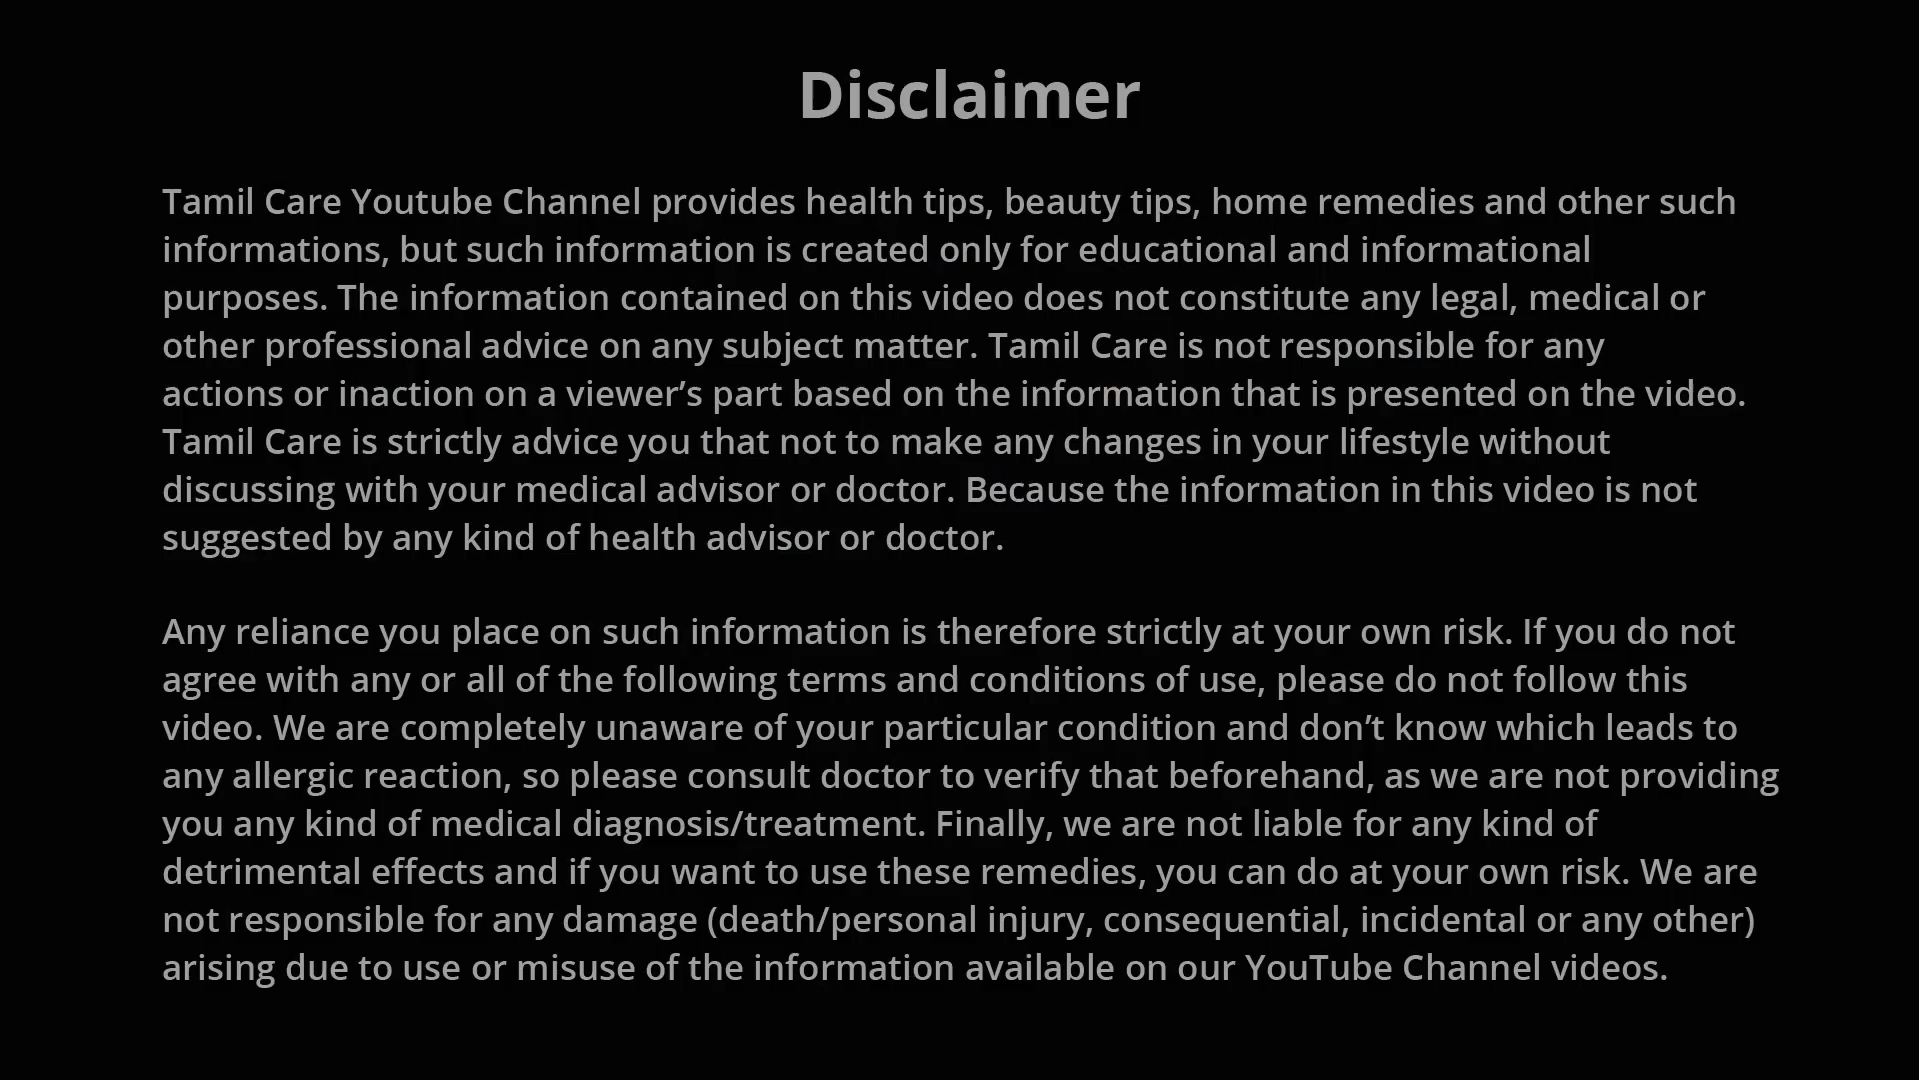 Disclaimer
Tamil Care Youtube Channel provides health tips, beauty tips, home remedies and other such
informations, but such information is created only for educational and informational
purposes. The information contained on this video does not constitute any legal, medical or
other professional advice on any subject matter. Tamil Care is not responsible for any
actions or inaction on a viewer’s part based on the information that is presented on the video.
Tamil Care is strictly advice you that not to make any changes in your lifestyle without
discussing with your medical advisor or doctor. Because the information in this video is not
suggested by any kind of health advisor or doctor.
Any reliance you place on such information is therefore strictly at your own risk. If you do not
agree with any or all of the following terms and conditions of use, please do not follow this
video. We are completely unaware of your particular condition and don’t know which leads to
any allergic reaction, so please consult doctor to verify that beforehand, as we are not providing
you any kind of medical diagnosis/treatment. Finally, we are not liable for any kind of
detrimental effects and if you want to use these remedies, you can do at your own risk. We are
not responsible for any damage (death/personal injury, consequential, incidental or any other)
arising due to use or misuse of the information available on our YouTube Channel videos.